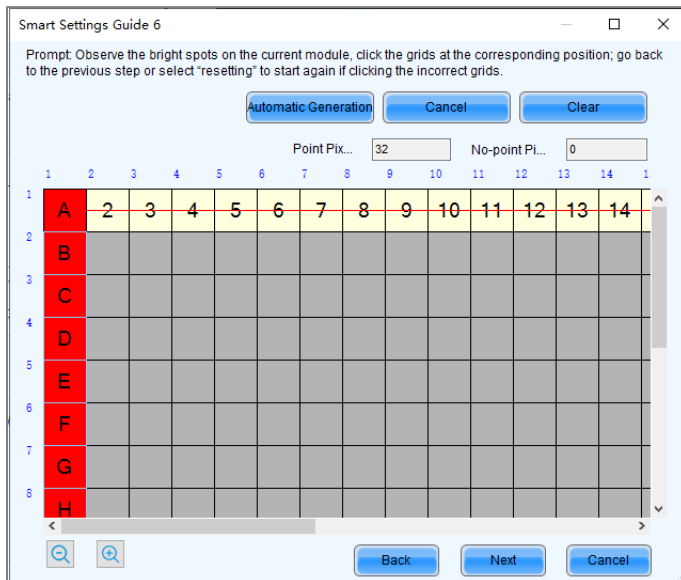 Smart Settings Guide 6
Prompt: Observe the bright spots on the current module, click the grids at the corresponding position; go back
to the previous step or select “resetting” to start again if clicking the incorrect grids.
Automatic Generation Cancel Clear
Point Pix... 32 No-point Pi... 0
1 2 3 4 5 6 7 8 9 10 11 12 13 14 1
1 A 2 3 4 5 6 7 8 9 10 11 12 13 14
2 B
3 C
4 D
5 E
6 F
7 G
8 H
Back Next Cancel